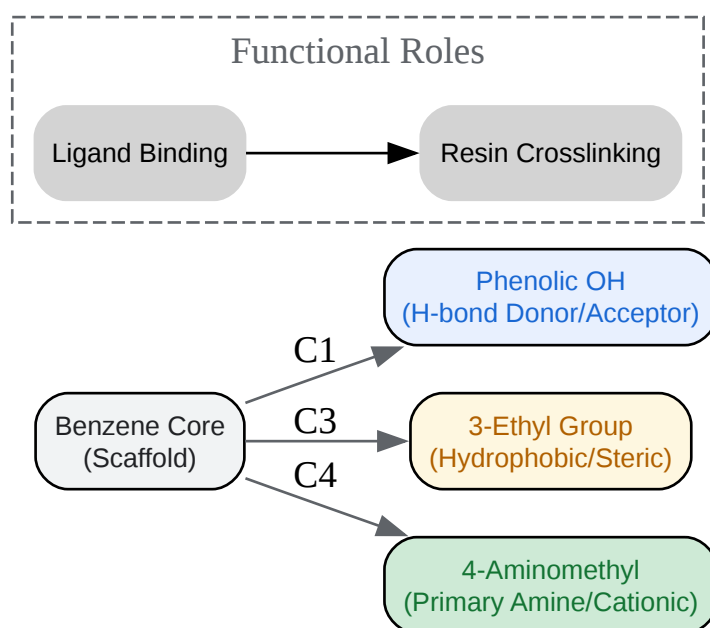 Functional Roles
Ligand Binding
Resin Crosslinking
Phenolic OH
(H-bond Donor/Acceptor)
C1
Benzene Core
(Scaffold)
C3
3-Ethyl Group
(Hydrophobic/Steric)
C4
4-Aminomethyl
(Primary Amine/Cationic)